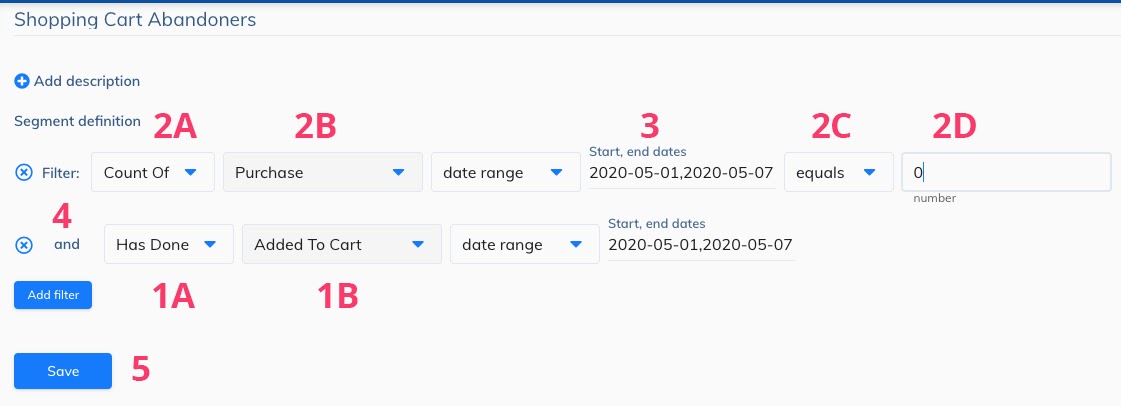 Shopping Cart Abandoners
Add description
Segment definition 2A 2B 3 2C 2D
Start, end dates
Filter: Count Of Purchase date range 2020-05-01,2020-05-07 equals 0
number
4
Start, end dates
and Has Done Added To Cart date range 2020-05-01,2020-05-07
Add filter 1A 1B
Save 5